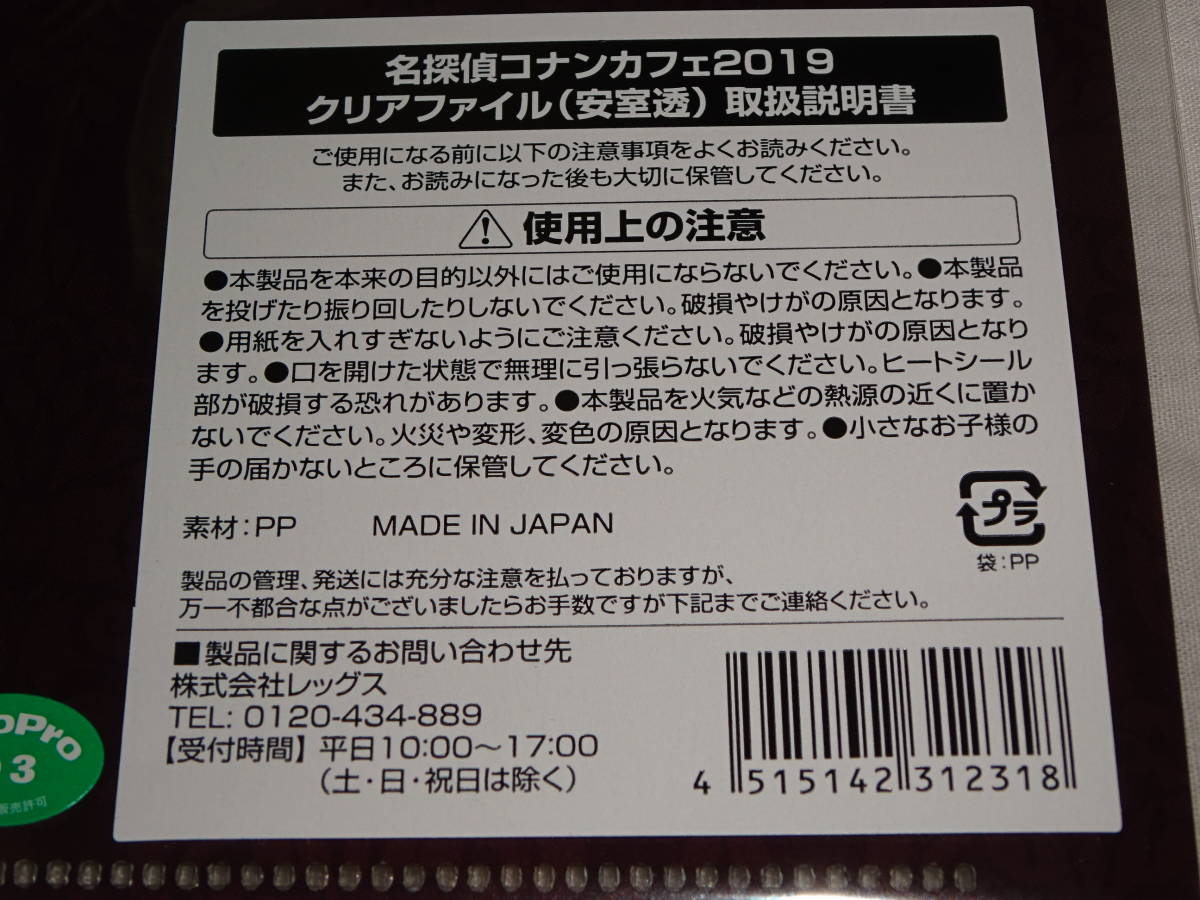 名探偵コナンカフェ2019
クリアファイル(安室透) 取扱説明書
ご使用になる前に以下の注意事項をよくお読みください。
また、お読みになった後も大切に保管してください。
使用上の注意
●本製品を本来の目的以外にはご使用にならないでください。●本製品
を投げたり振り回したりしないでください。破損やけがの原因となります。
●用紙を入れすぎないようにご注意ください。破損やけがの原因となり
ます。●口を開けた状態で無理に引っ張らないでください。ヒートシール
部が破損する恐れがあります。●本製品を火気などの熱源の近くに置か
ないでください。火災や変形、変色の原因となります。●小さなお子様の
手の届かないところに保管してください。
素材:PP MADE IN JAPAN
プラ
袋:PP
製品の管理、発送には充分な注意を払っておりますが、
万一不都合な点がございましたらお手数ですが下記までご連絡ください。
■製品に関するお問い合わせ先
株式会社レッグス
TEL: 0120-434-889
【受付時間】 平日10:00〜17:00
(土・日・祝日は除く)
4 515142 312318
Pro
3
販売許可